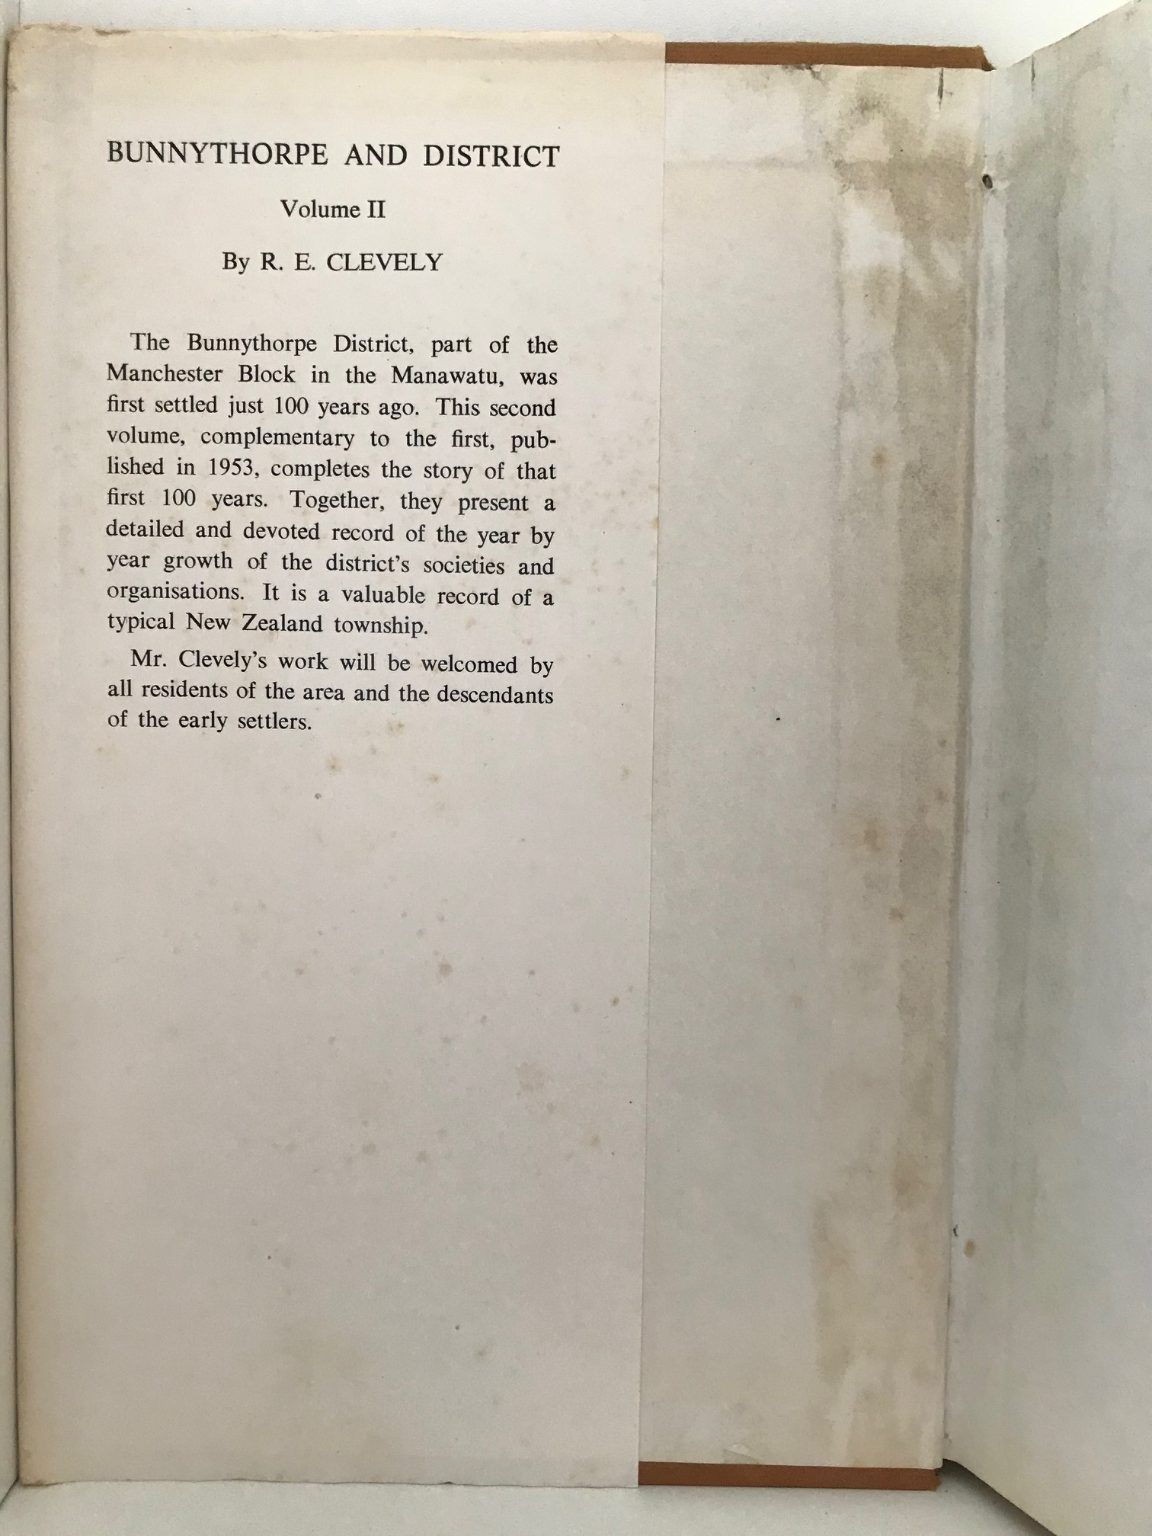 BUNNYTHORPE AND DISTRICT
Volume II
By R. E. CLEVELY
The Bunnythorpe District, part of the
Manchester Block in the Manawatu, was
first settled just 100 years ago. This second
volume, complementary to the first, pub-
lished in 1953, completes the story of that
first 100 years. Together, they present a
detailed and devoted record of the year by
year growth of the district's societies and
organisations. It is a valuable record of a
typical New Zealand township.
Mr. Clevely's work will be welcomed by
all residents of the area and the descendants
of the early settlers.